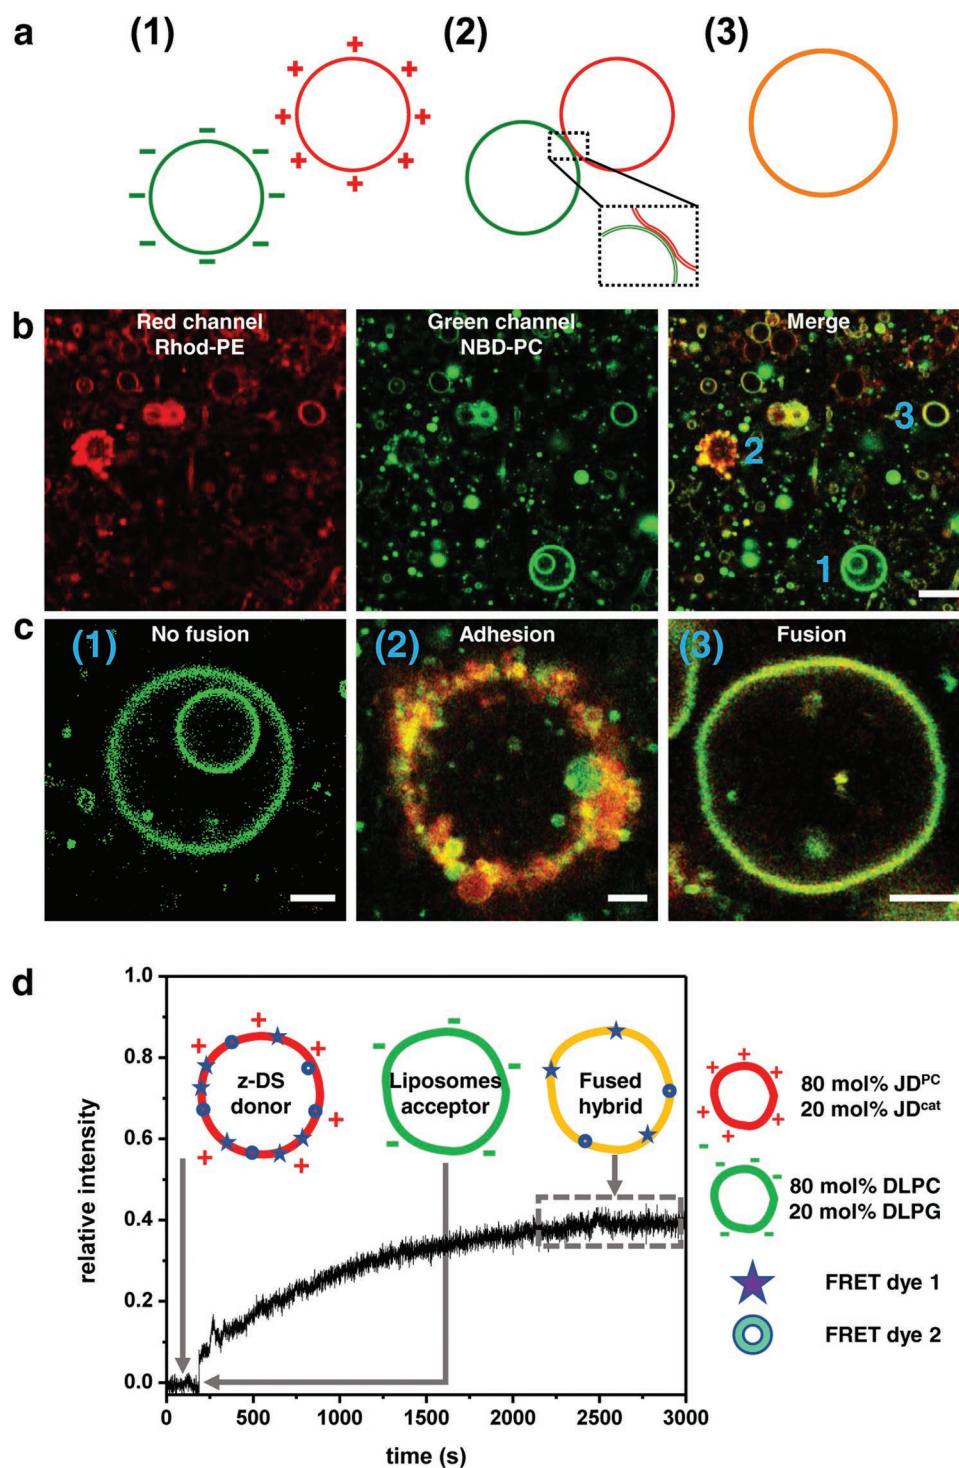 a
(1)
(2)
(3)
b
Red channel
Rhod-PE
Green channel
NBD-PC
Merge
1
2
3
c
(1)
No fusion
(2)
Adhesion
(3)
Fusion
d
relative intensity
1.0
0.8
0.6
0.4
0.2
0.0
z-DS
donor
Liposomes
acceptor
Fused
hybrid
0 500 1000 1500 2000 2500 3000
time (s)
80 mol% JD^PC
20 mol% JD^cat
80 mol% DLPC
20 mol% DLPG
FRET dye 1
FRET dye 2